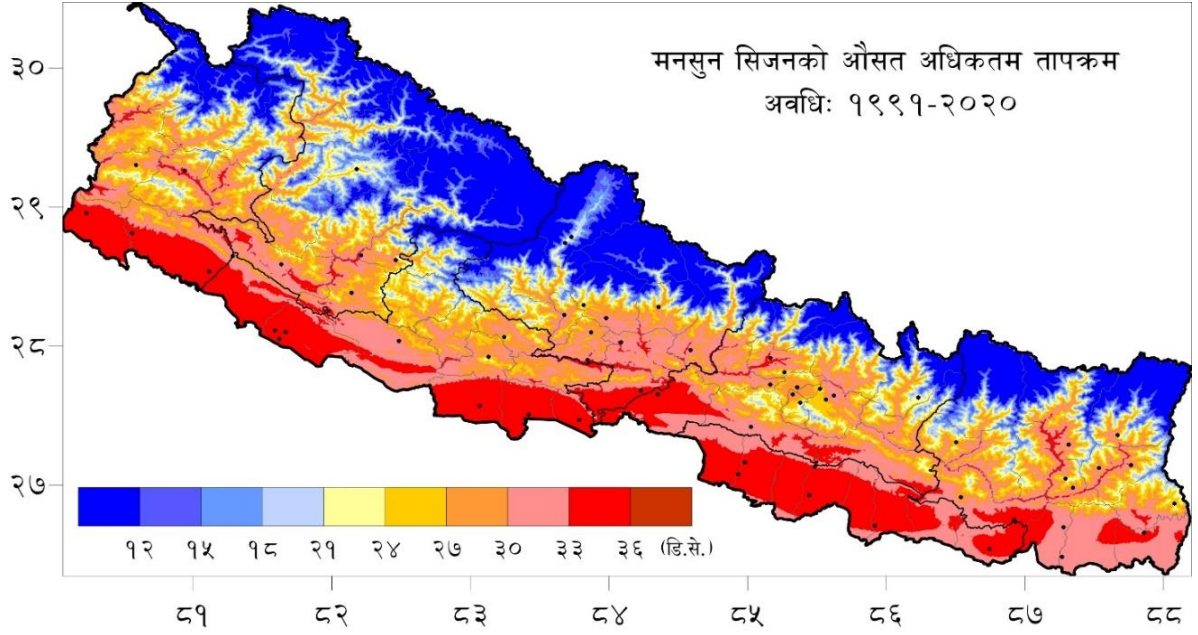 मनसुन सिजनको औसत अधिकतम तापक्रम
अवधिः १९९१-२०२०
३०
२९
२८
२७
१२ १५ १८ २१ २४ २७ ३० ३३ ३६ (डि.से.)
८१ ८२ ८३ ८४ ८५ ८६ ८७ ८८